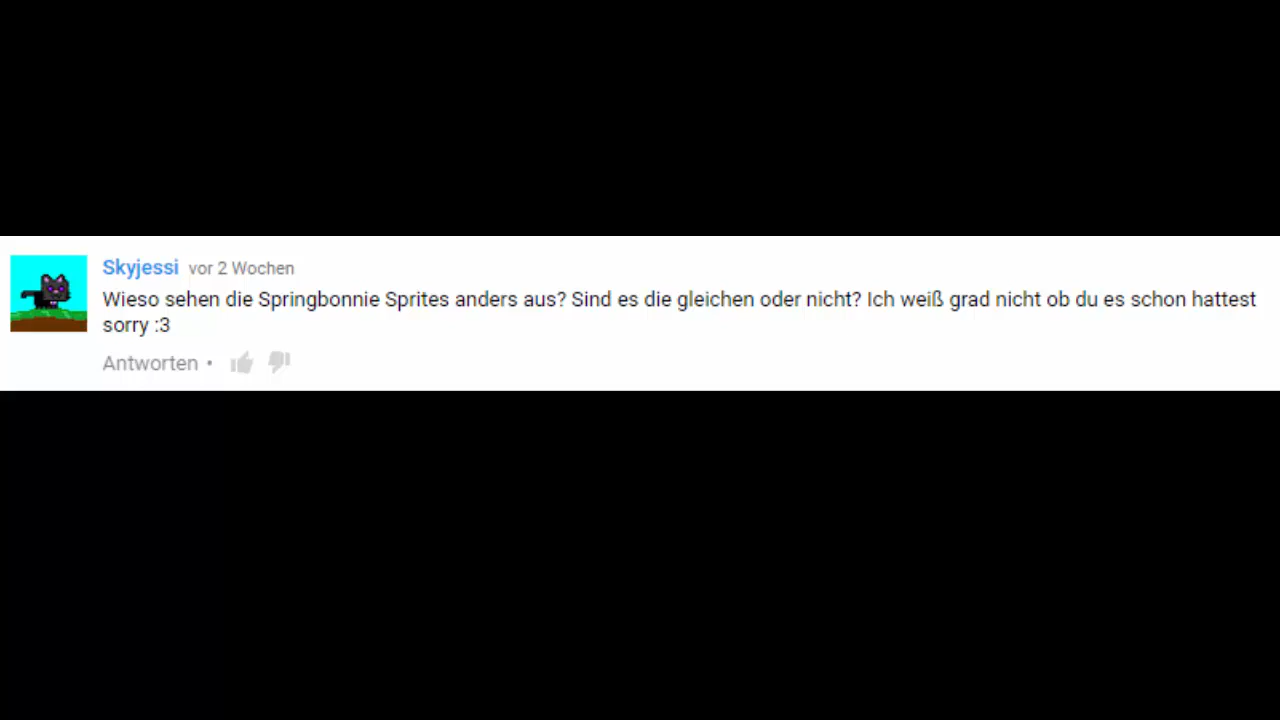 Skyjessi vor 2 Wochen
Wieso sehen die Springbonnie Sprites anders aus? Sind es die gleichen oder nicht? Ich weiß grad nicht ob du es schon hattest
sorry :3
Antworten •